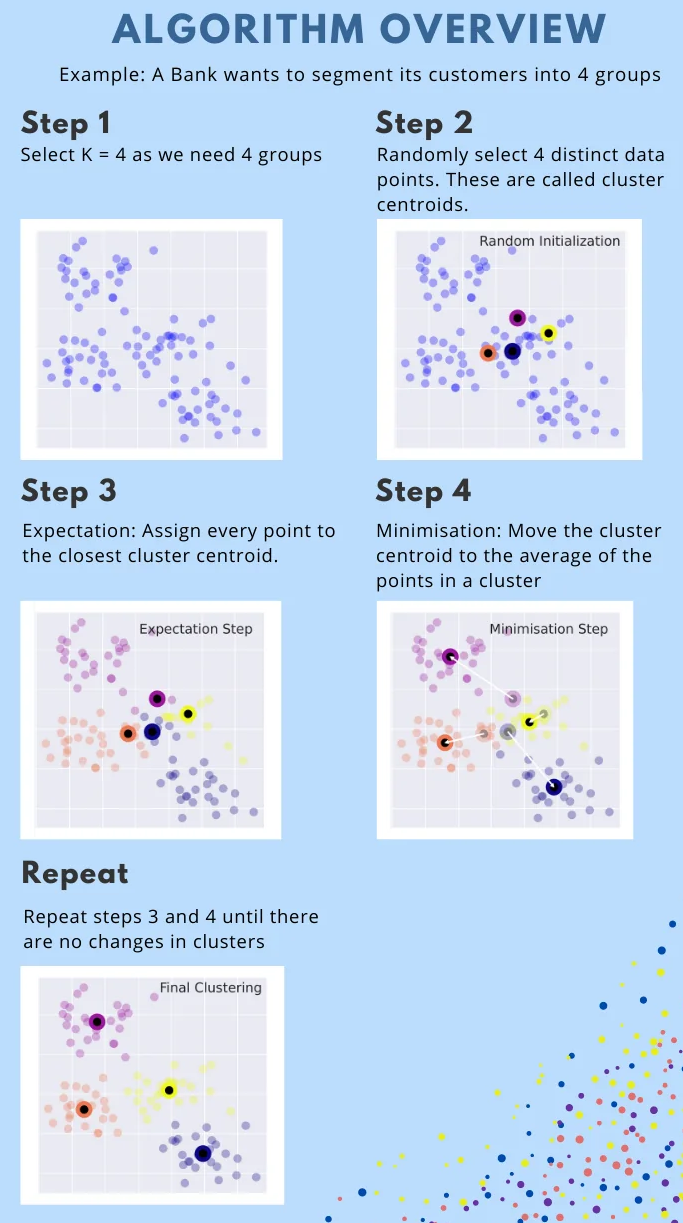 ALGORITHM OVERVIEW
Example: A Bank wants to segment its customers into 4 groups
Step 1
Select K = 4 as we need 4 groups
Step 2
Randomly select 4 distinct data
points. These are called cluster
centroids.
Random Initialization
Step 3
Expectation: Assign every point to
the closest cluster centroid.
Expectation Step
Step 4
Minimisation: Move the cluster
centroid to the average of the
points in a cluster
Minimisation Step
Repeat
Repeat steps 3 and 4 until there
are no changes in clusters
Final Clustering